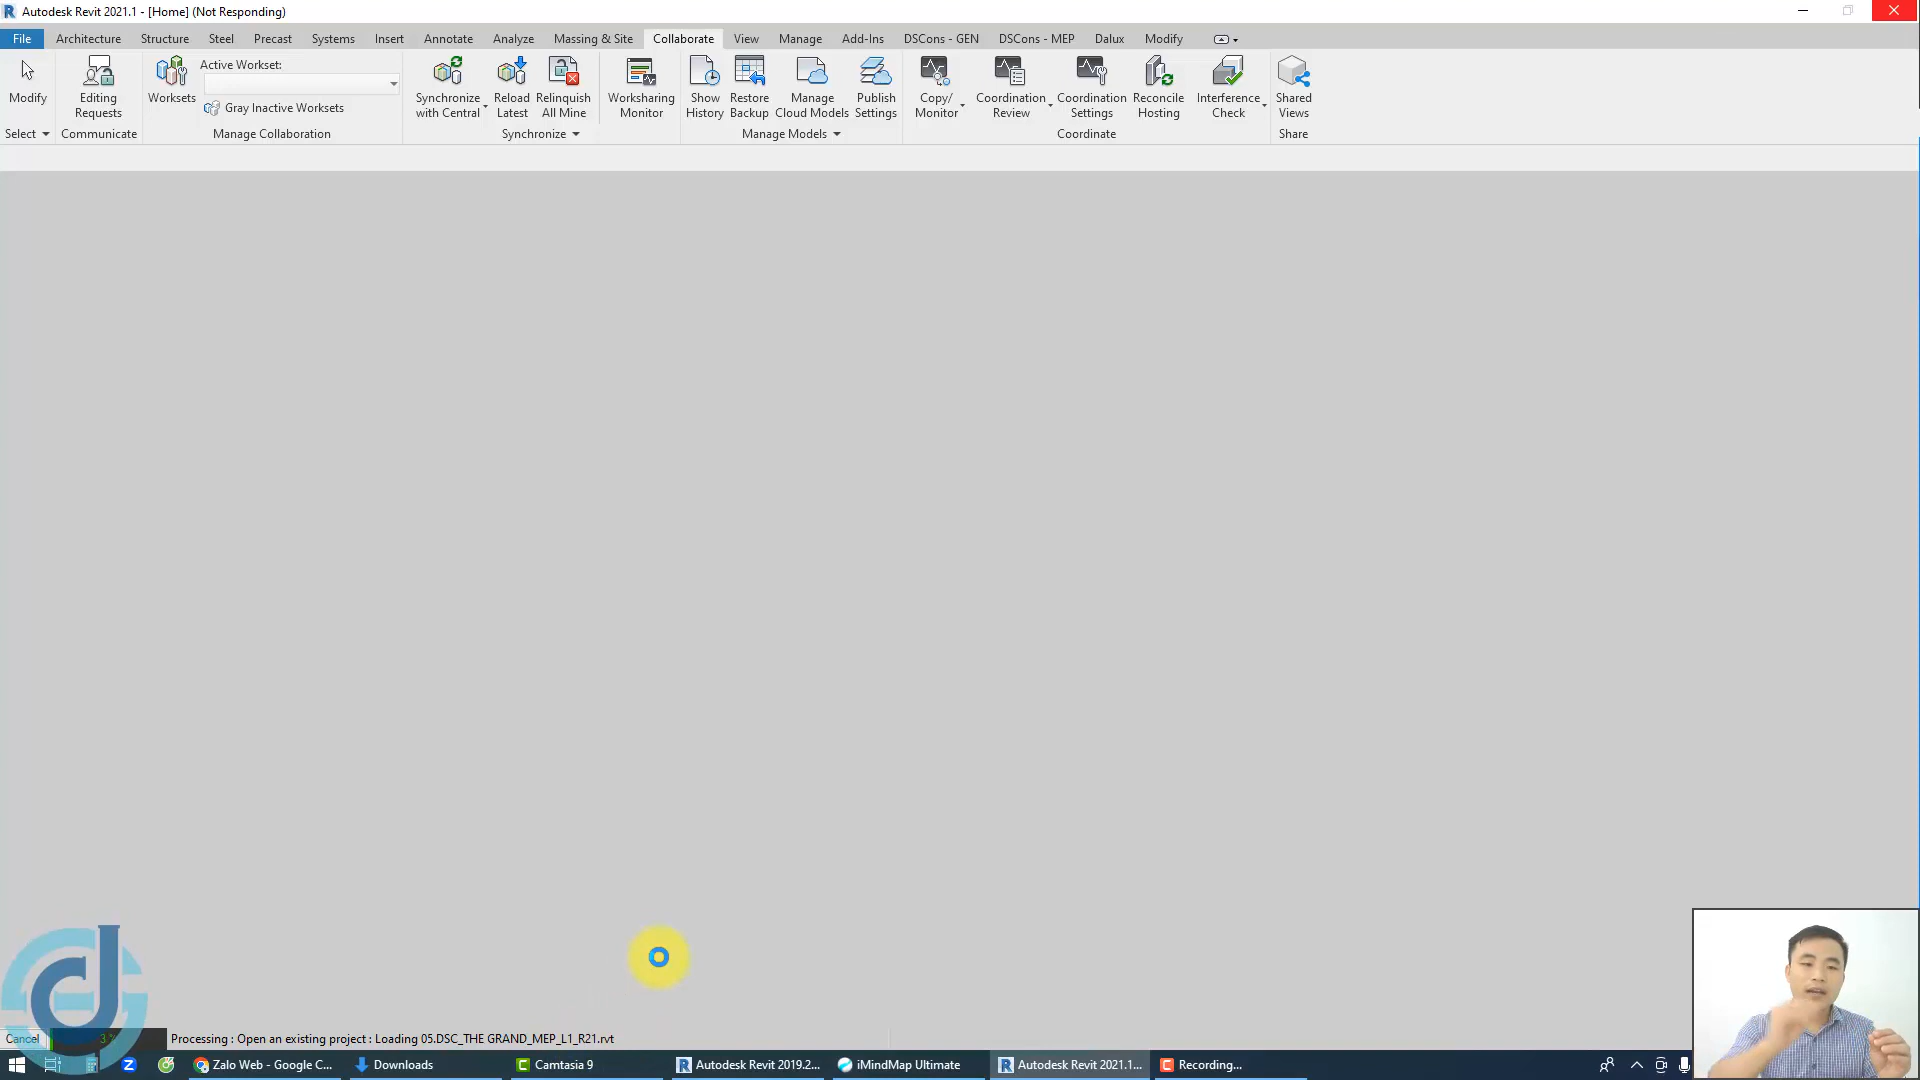 Autodesk Revit 2021.1 - [Home] (Not Responding)
File Architecture Structure Steel Precast Systems Insert Annotate Analyze Massing & Site Collaborate View Manage Add-Ins DSCons - GEN DSCons - MEP Dalux Modify
Modify
Select
Editing Requests
Communicate
Worksets
Active Workset:
Gray Inactive Worksets
Manage Collaboration
Synchronize with Central
Reload Latest
Relinquish All Mine
Synchronize
Worksharing Monitor
Show History
Restore Backup
Manage Cloud Models
Publish Settings
Manage Models
Copy/ Monitor
Coordination Review
Coordination Settings
Reconcile Hosting
Interference Check
Coordinate
Shared Views
Share
Cancel 3 % Processing : Open an existing project : Loading 05.DSC_THE GRAND_MEP_L1_R21.rvt
Zalo Web - Google C... Downloads Camtasia 9 Autodesk Revit 2019.2... iMindMap Ultimate Autodesk Revit 2021.1... Recording...